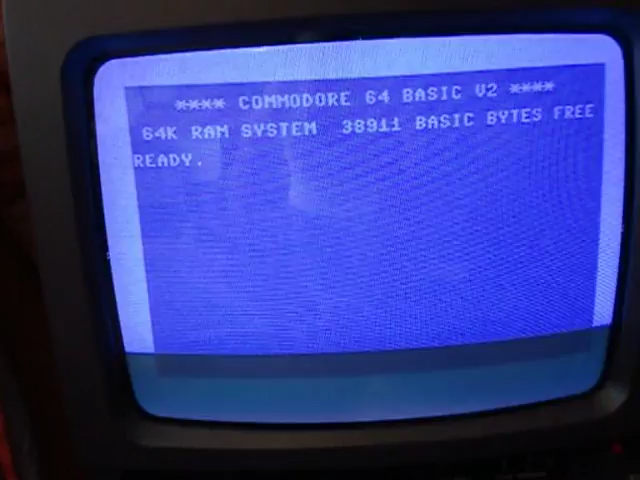 **** COMMODORE 64 BASIC V2 ****
64K RAM SYSTEM 38911 BASIC BYTES FREE
READY.